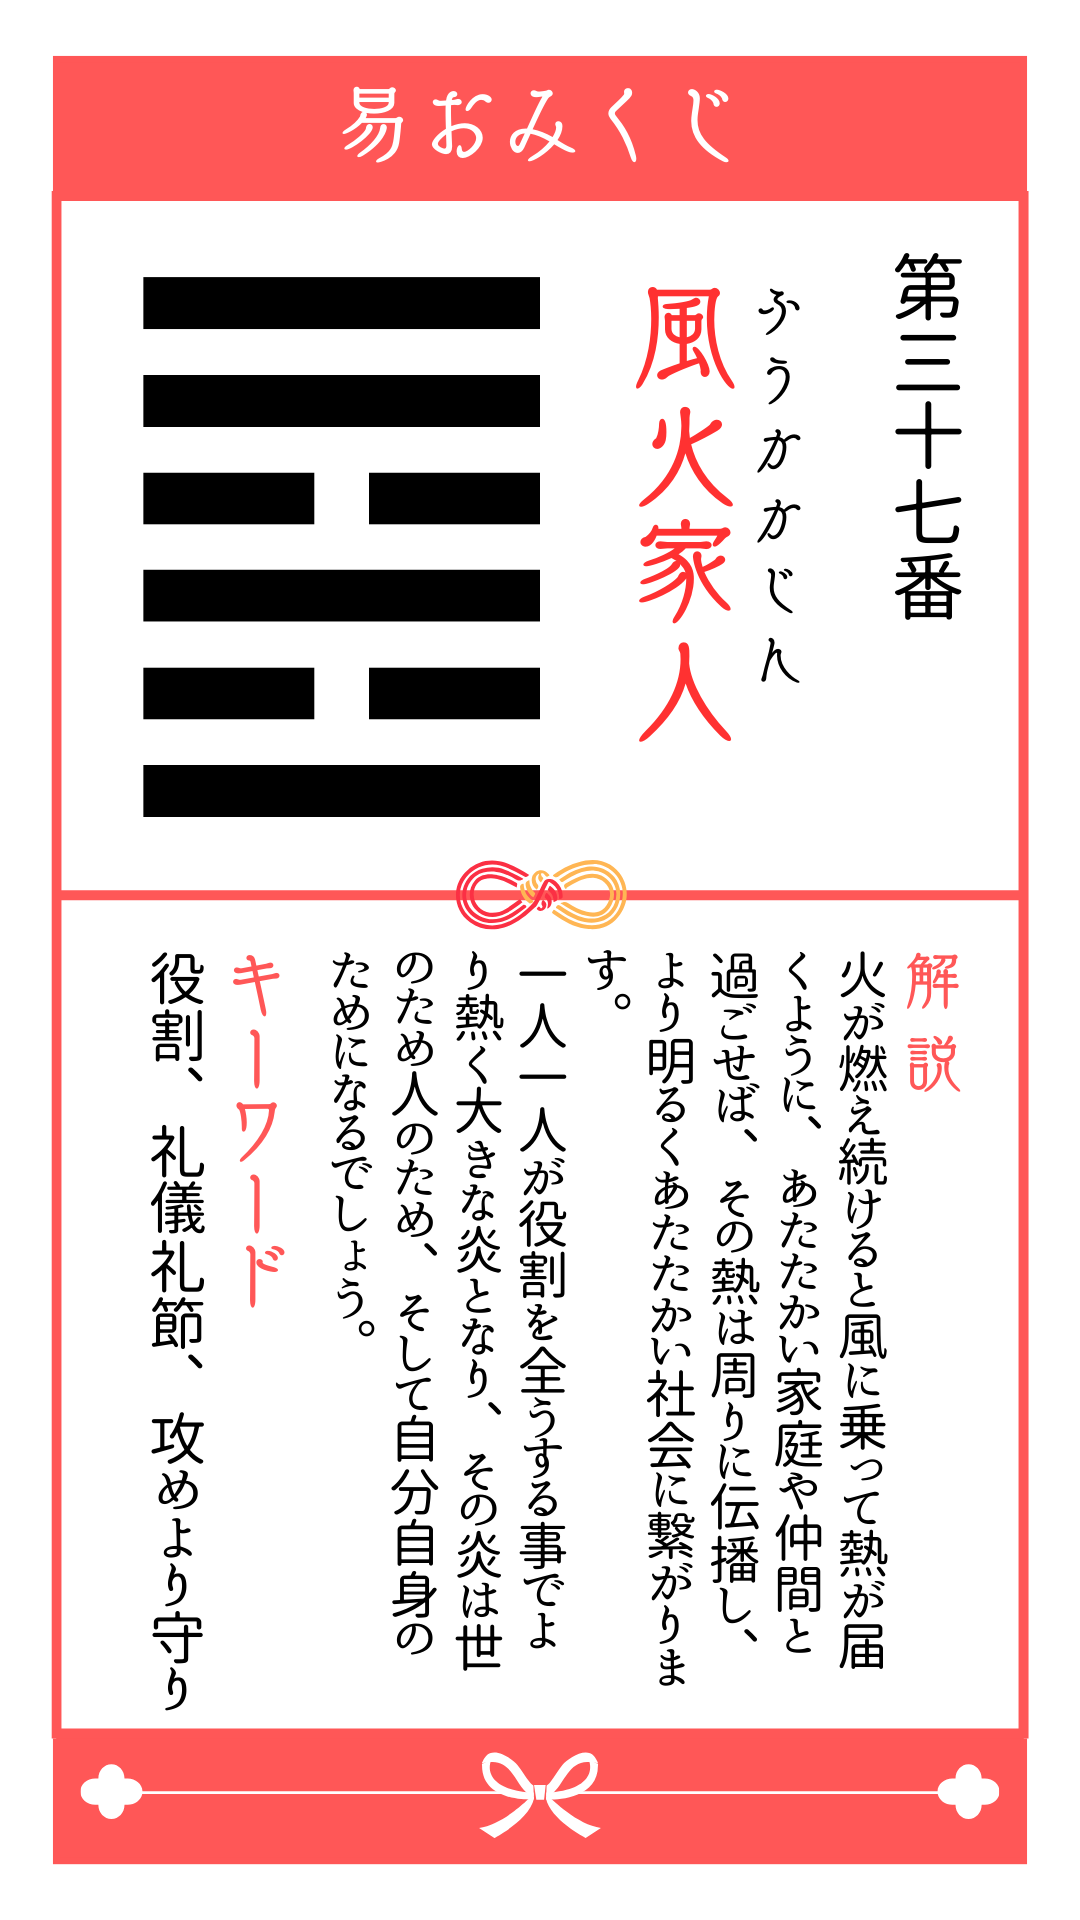 易おみくじ
第三十七番
ふうかかじん
風火家人
解説
火が燃え続けると風に乗って熱が届
くように、あたたかい家庭や仲間と
過ごせば、その熱は周りに伝播し、
より明るくあたたかい社会に繋がりま
す。
一人一人が役割を全うする事でよ
り熱く大きな炎となり、その炎は世
のため人のため、そして自分自身の
ためになるでしょう。
キーワード
役割、礼儀礼節、攻めより守り